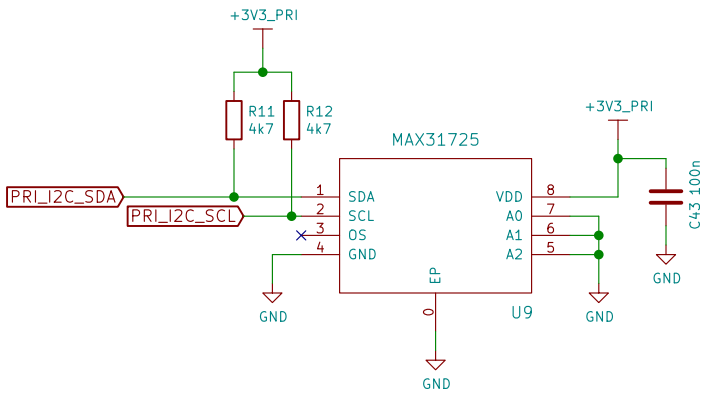 +3V3_PRI
R11 R12
4k7 4k7
+3V3_PRI
MAX31725
C43 100n
PRI_I2C_SDA 1 SDA VDD 8
PRI_I2C_SCL 2 SCL A0 7
3 OS A1 6
4 GND A2 5
EP
GND
0
U9
GND
GND
GND